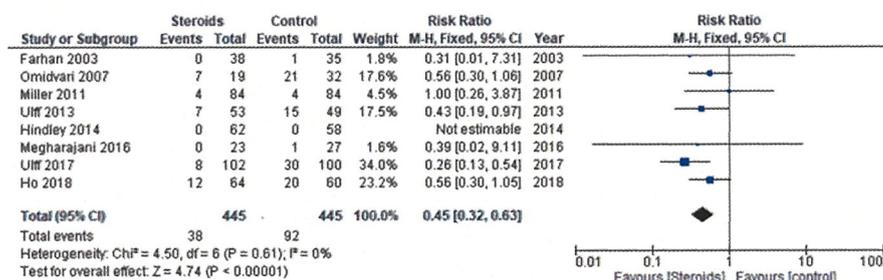 Steroids Control Risk Ratio Risk Ratio
Study or Subgroup Events Total Events Total Weight M-H, Fixed, 95% CI Year M-H, Fixed, 95% CI
Farhan 2003 0 38 1 35 1.8% 0.31 [0.01, 7.31] 2003
Omidvari 2007 7 19 21 32 17.6% 0.56 [0.30, 1.06] 2007
Miller 2011 4 84 4 84 4.5% 1.00 [0.26, 3.87] 2011
Ulff 2013 7 53 15 49 17.5% 0.43 [0.19, 0.97] 2013
Hindley 2014 0 62 0 58 Not estimable 2014
Megharajani 2016 0 23 1 27 1.6% 0.39 [0.02, 9.11] 2016
Ulff 2017 8 102 30 100 34.0% 0.26 [0.13, 0.54] 2017
Ho 2018 12 64 20 60 23.2% 0.56 [0.30, 1.05] 2018
Total (95% CI) 445 445 100.0% 0.45 [0.32, 0.63]
Total events 38 92
Heterogeneity: Chi² = 4.50, df = 6 (P = 0.61); I² = 0%
Test for overall effect: Z = 4.74 (P < 0.00001)
0.01 0.1 1 10 100
Favours [Steroids] Favours [control]